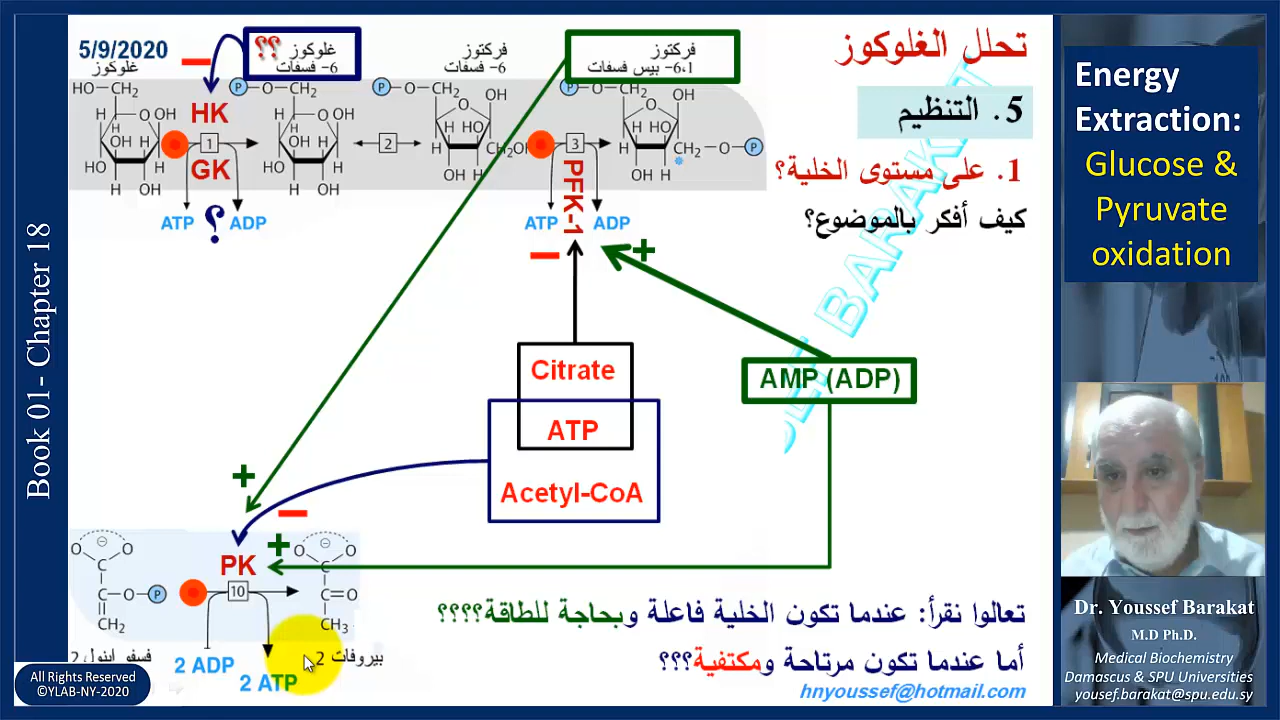 Book 01- Chapter 18
5/9/2020
تحلل الغلوكوز
5. التنظيم
1. على مستوى الخلية؟
كيف أفكر بالموضوع؟
غلوكوز
غلوكوز ؟؟
6- فسفات
فركتوز
6- فسفات
فركتوز
6،1- بيس فسفات
HK
1
GK
ATP
؟
ADP
2
3
PFK-1
ATP
ADP
Citrate
ATP
Acetyl-CoA
AMP (ADP)
PK
10
2 ADP
2 ATP
بيروفات 2
تعالوا نقرأ: عندما تكون الخلية فاعلة وبحاجة للطاقة؟؟؟؟
أما عندما تكون مرتاحة ومكتفية؟؟؟
hnyoussef@hotmail.com
All Rights Reserved
©YLAB-NY-2020
Energy
Extraction:
Glucose &
Pyruvate
oxidation
Dr. Youssef Barakat
M.D Ph.D.
Medical Biochemistry
Damascus & SPU Universities
yousef.barakat@spu.edu.sy